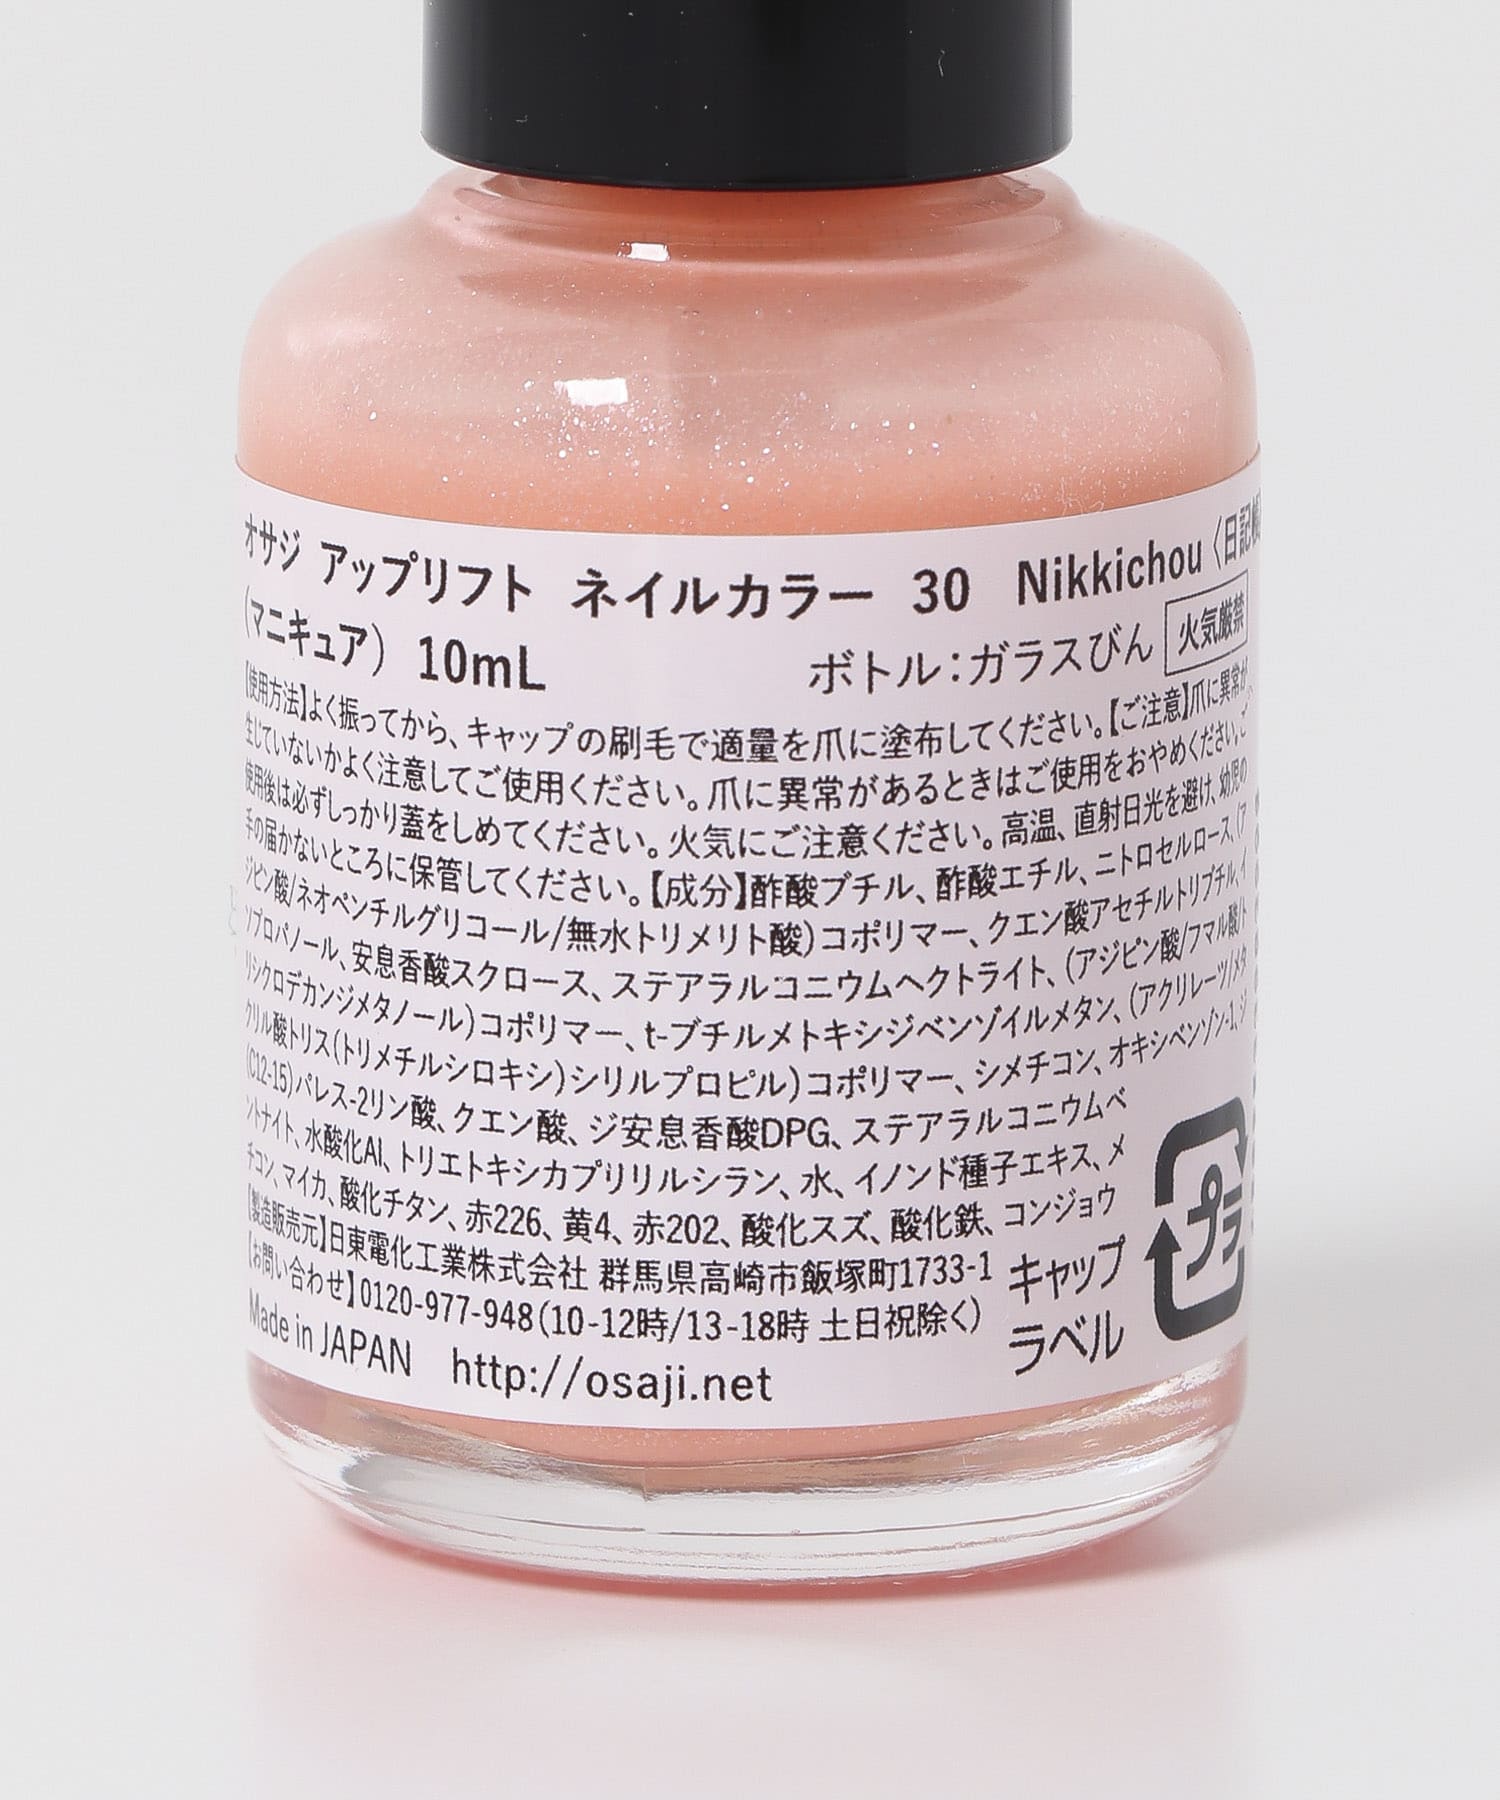 オサジ アップリフト ネイルカラー 30 Nikkichou〈日記帳
(マニキュア) 10mL
ボトル:ガラスびん
火気厳禁
【使用方法】よく振ってから、キャップの刷毛で適量を爪に塗布してください。【ご注意】爪に異常が
生じていないかよく注意してご使用ください。爪に異常があるときはご使用をおやめください。ご
使用後は必ずしっかり蓋をしめてください。火気にご注意ください。高温、直射日光を避け、幼児の
手の届かないところに保管してください。【成分】酢酸ブチル、酢酸エチル、ニトロセルロース、(ア
ジピン酸/ネオペンチルグリコール/無水トリメリト酸)コポリマー、クエン酸アセチルトリブチル、イ
ソプロパノール、安息香酸スクロース、ステアラルコニウムヘクトライト、(アジピン酸/フマル酸/ト
リシクロデカンジメタノール)コポリマー、t-ブチルメトキシジベンゾイルメタン、(アクリレーツ/メタ
クリル酸トリス(トリメチルシロキシ)シリルプロピル)コポリマー、シメチコン、オキシベンゾン-1、ジ
(C12-15)パレス-2リン酸、クエン酸、ジ安息香酸DPG、ステアラルコニウムベ
ントナイト、水酸化Al、トリエトキシカプリリルシラン、水、イノンド種子エキス、メ
チコン、マイカ、酸化チタン、赤226、黄4、赤202、酸化スズ、酸化鉄、コンジョウ
【製造販売元】日東電化工業株式会社 群馬県高崎市飯塚町1733-1
【お問い合わせ】0120-977-948(10-12時/13-18時 土日祝除く)
Made in JAPAN http://osaji.net
キャップ
ラベル
プラ